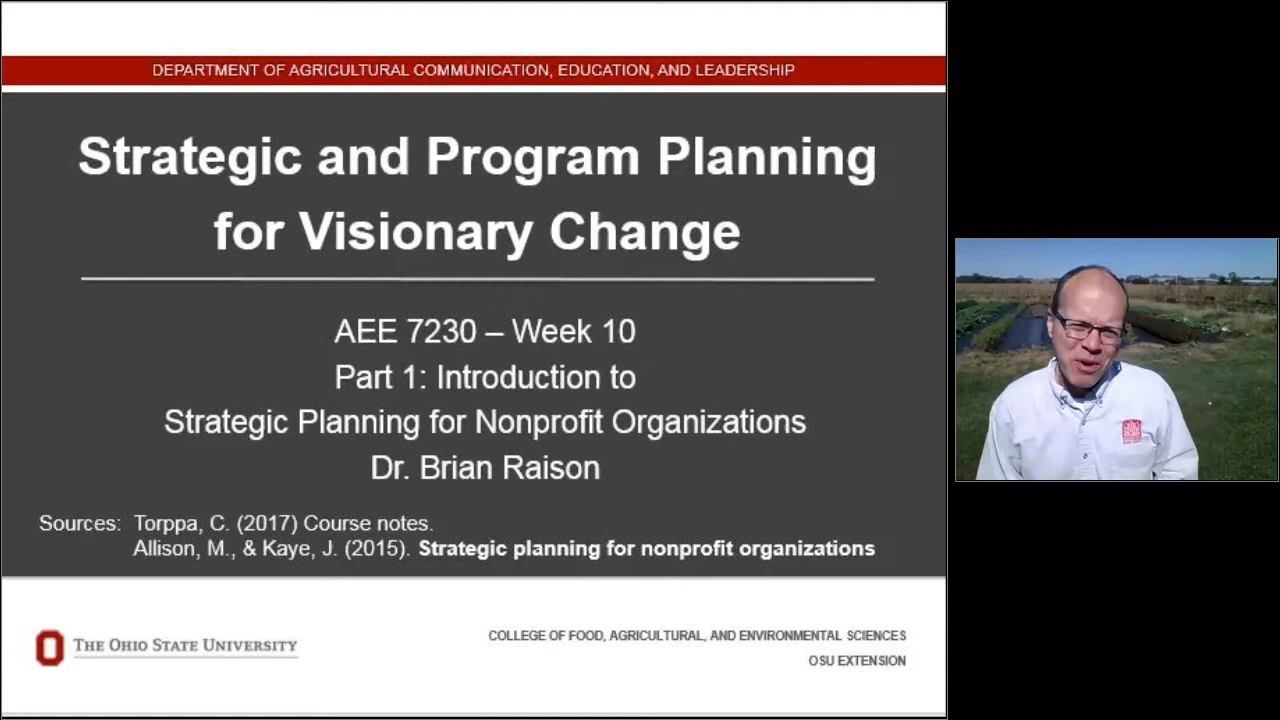 DEPARTMENT OF AGRICULTURAL COMMUNICATION, EDUCATION, AND LEADERSHIP
Strategic and Program Planning
for Visionary Change
AEE 7230 – Week 10
Part 1: Introduction to
Strategic Planning for Nonprofit Organizations
Dr. Brian Raison
Sources: Torppa, C. (2017) Course notes.
Allison, M., & Kaye, J. (2015). Strategic planning for nonprofit organizations
THE OHIO STATE UNIVERSITY
COLLEGE OF FOOD, AGRICULTURAL, AND ENVIRONMENTAL SCIENCES
OSU EXTENSION